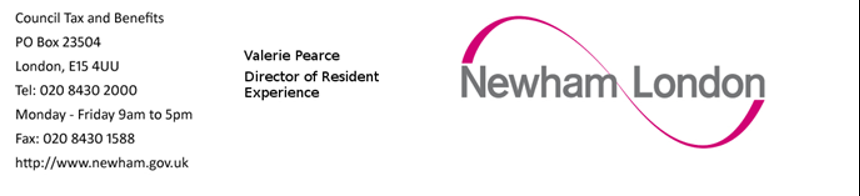 Council Tax and Benefits
PO Box 23504
London, E15 4UU
Tel: 020 8430 2000
Monday - Friday 9am to 5pm
Fax: 020 8430 1588
http://www.newham.gov.uk
Valerie Pearce
Director of Resident
Experience
Newham London